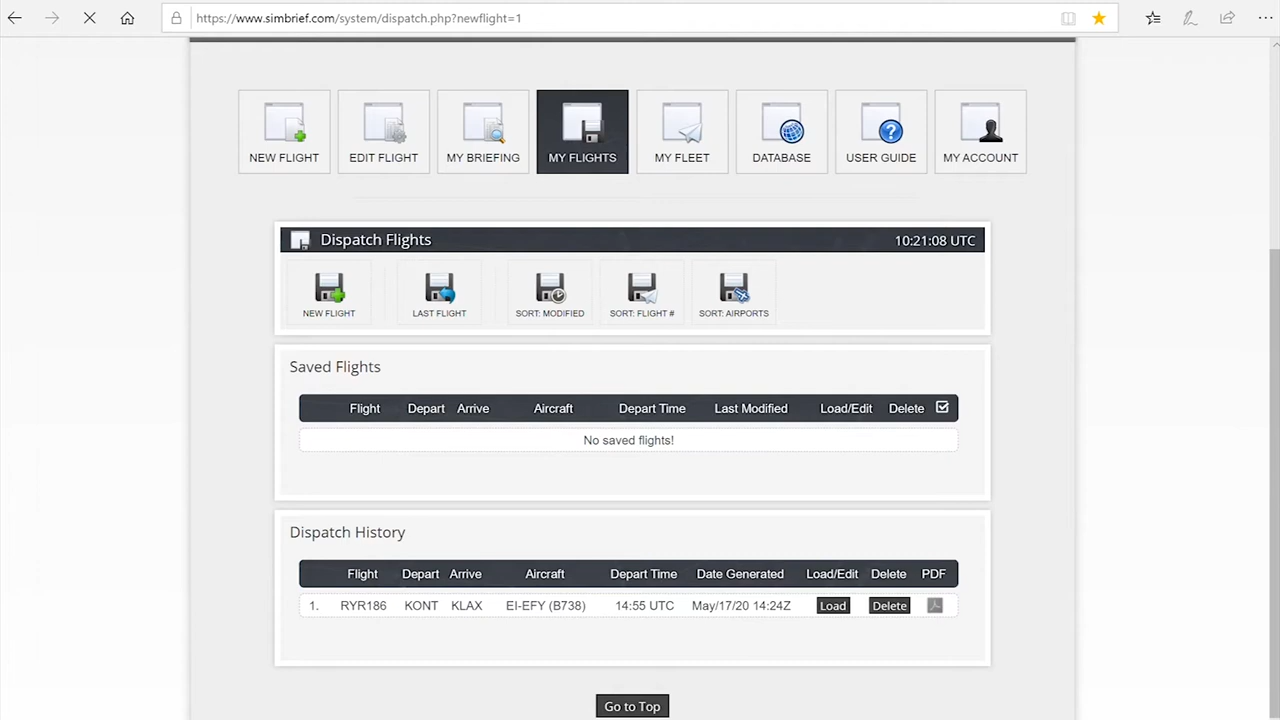 https://www.simbrief.com/system/dispatch.php?newflight=1
NEW FLIGHT EDIT FLIGHT MY BRIEFING MY FLIGHTS MY FLEET DATABASE USER GUIDE MY ACCOUNT
Dispatch Flights 10:21:08 UTC
NEW FLIGHT LAST FLIGHT SORT: MODIFIED SORT: FLIGHT # SORT: AIRPORTS
Saved Flights
Flight Depart Arrive Aircraft Depart Time Last Modified Load/Edit Delete
No saved flights!
Dispatch History
Flight Depart Arrive Aircraft Depart Time Date Generated Load/Edit Delete PDF
1. RYR186 KONT KLAX EI-EFY (B738) 14:55 UTC May/17/20 14:24Z Load Delete
Go to Top